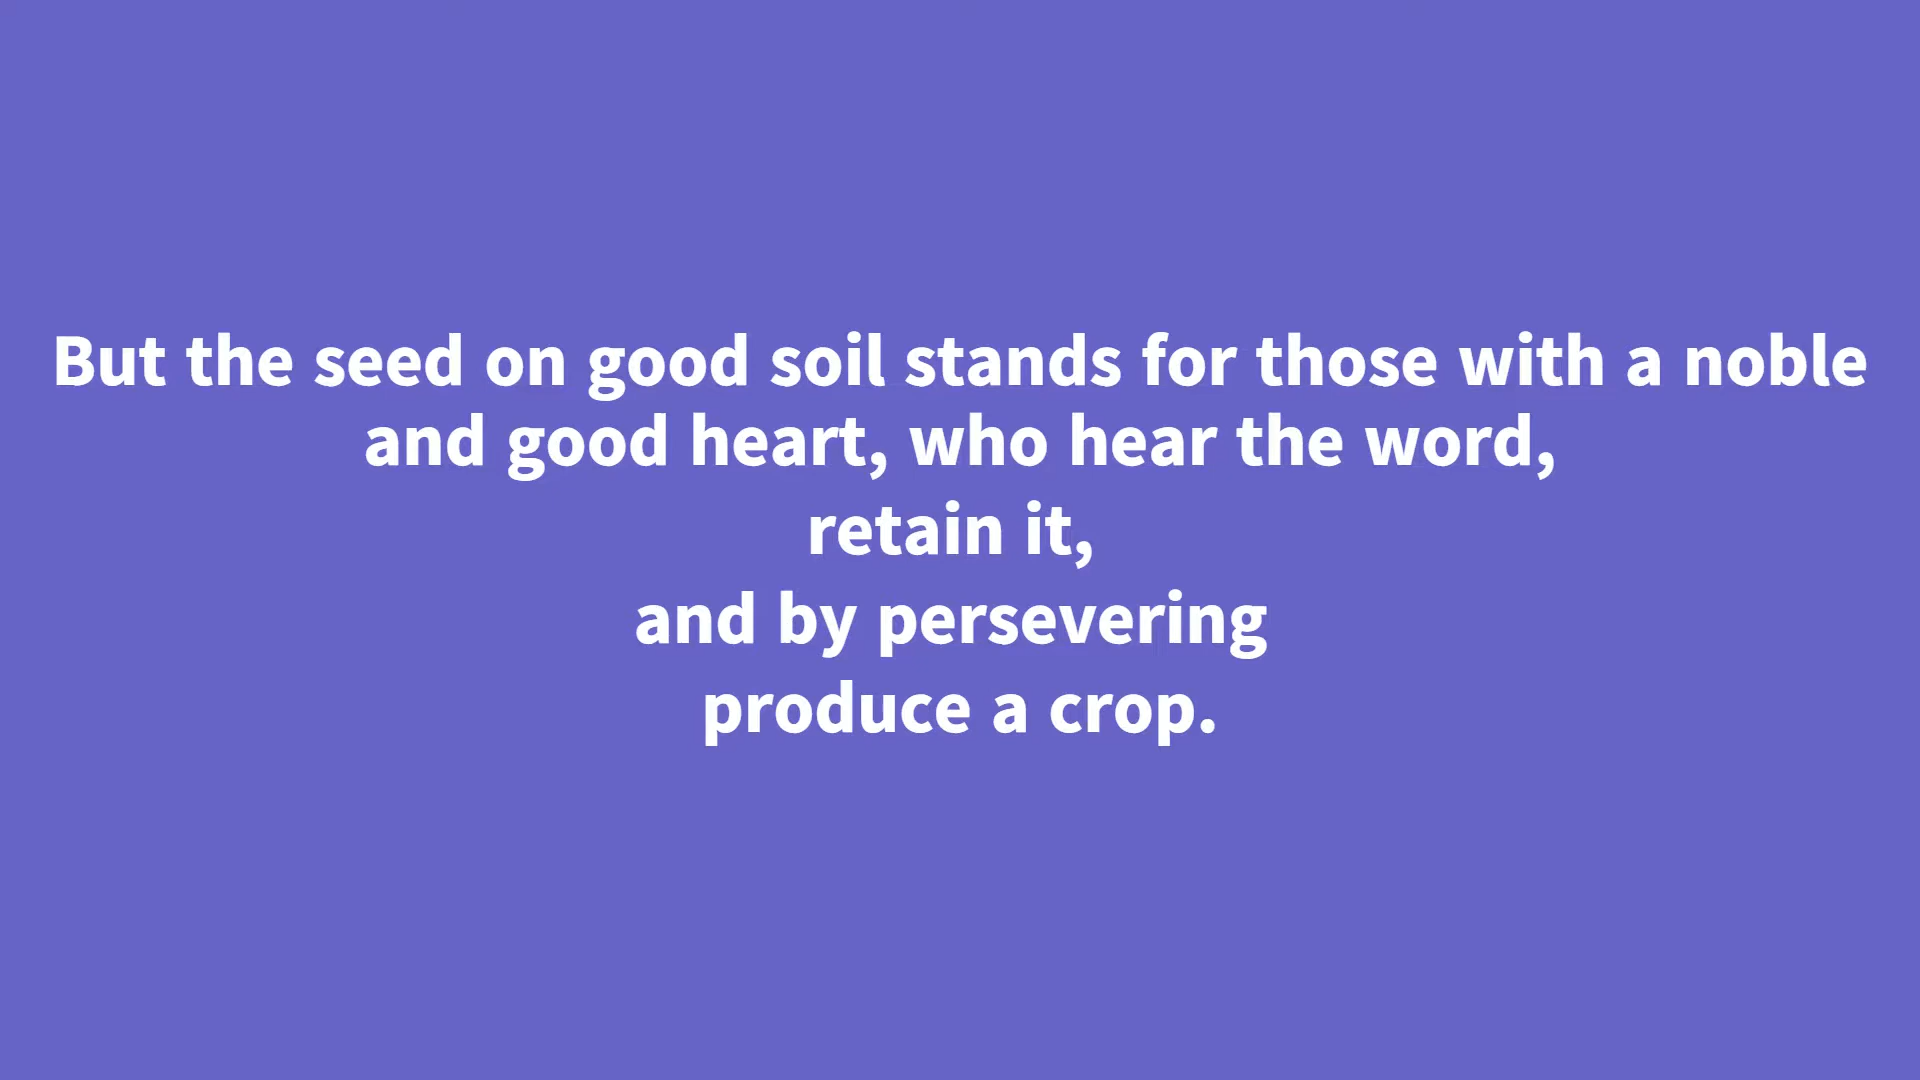 But the seed on good soil stands for those with a noble
and good heart, who hear the word,
retain it,
and by persevering
produce a crop.